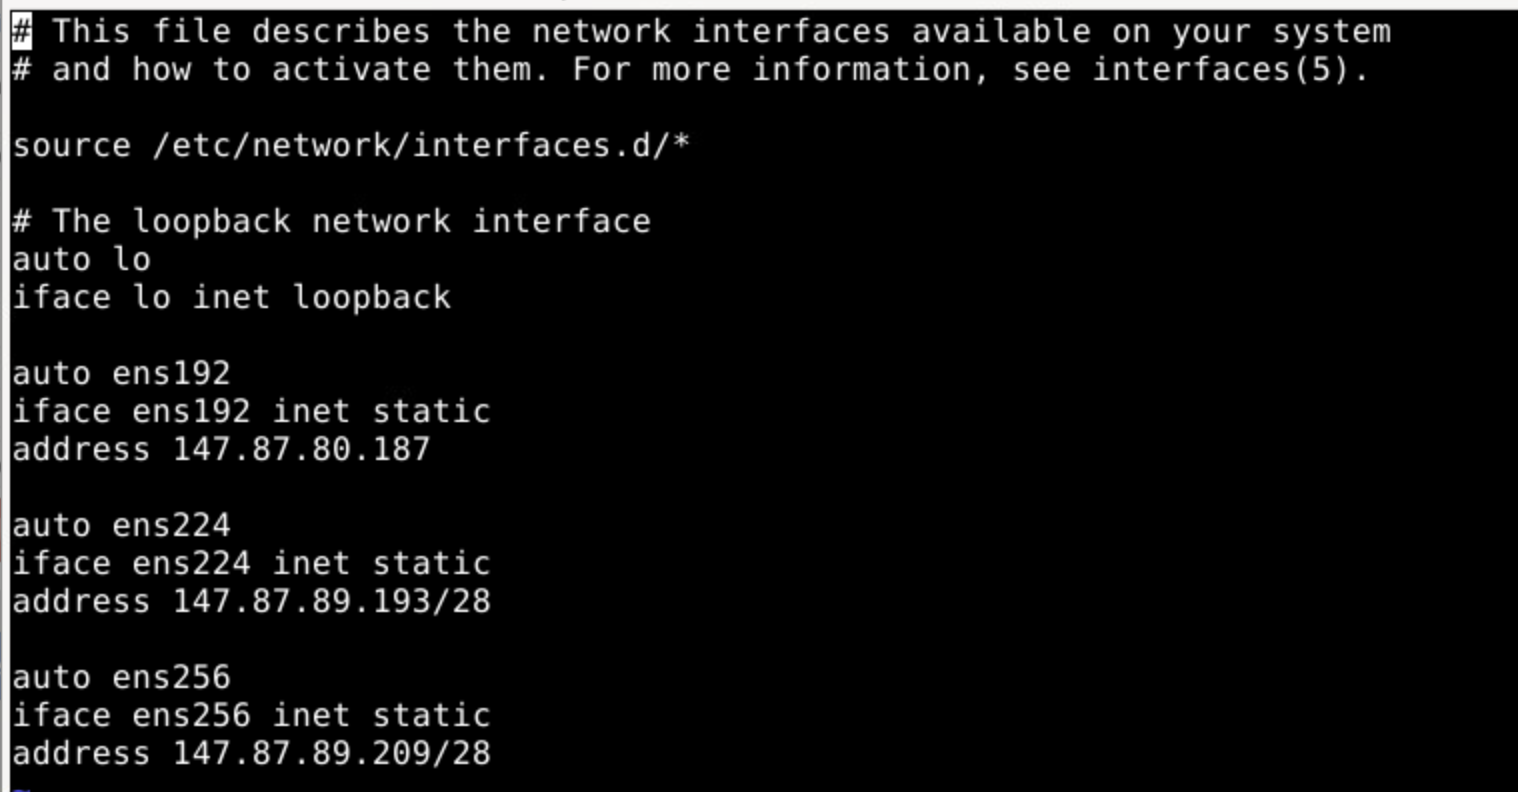 # This file describes the network interfaces available on your system
# and how to activate them. For more information, see interfaces(5).
source /etc/network/interfaces.d/*
# The loopback network interface
auto lo
iface lo inet loopback
auto ens192
iface ens192 inet static
address 147.87.80.187
auto ens224
iface ens224 inet static
address 147.87.89.193/28
auto ens256
iface ens256 inet static
address 147.87.89.209/28